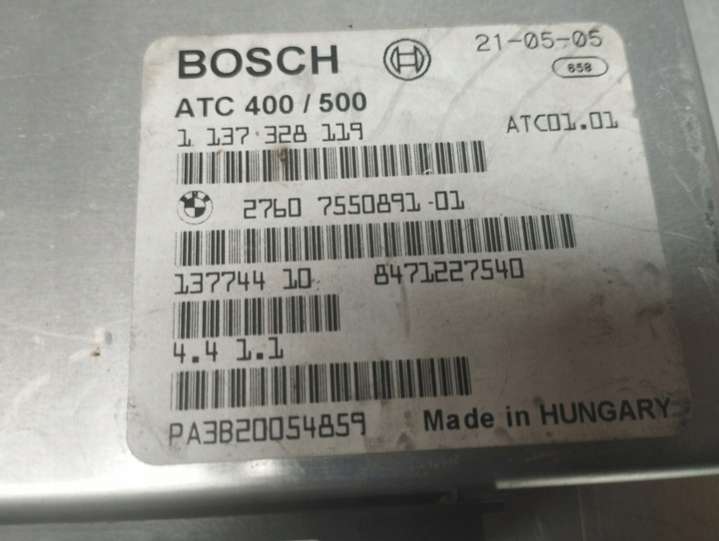 BOSCH 21-05-05
658
ATC 400 / 500
1 137 328 119 ATC01.01
2760 7550891-01
137744 10 8471227540
4.4 1.1
PA3B20054859 Made in HUNGARY